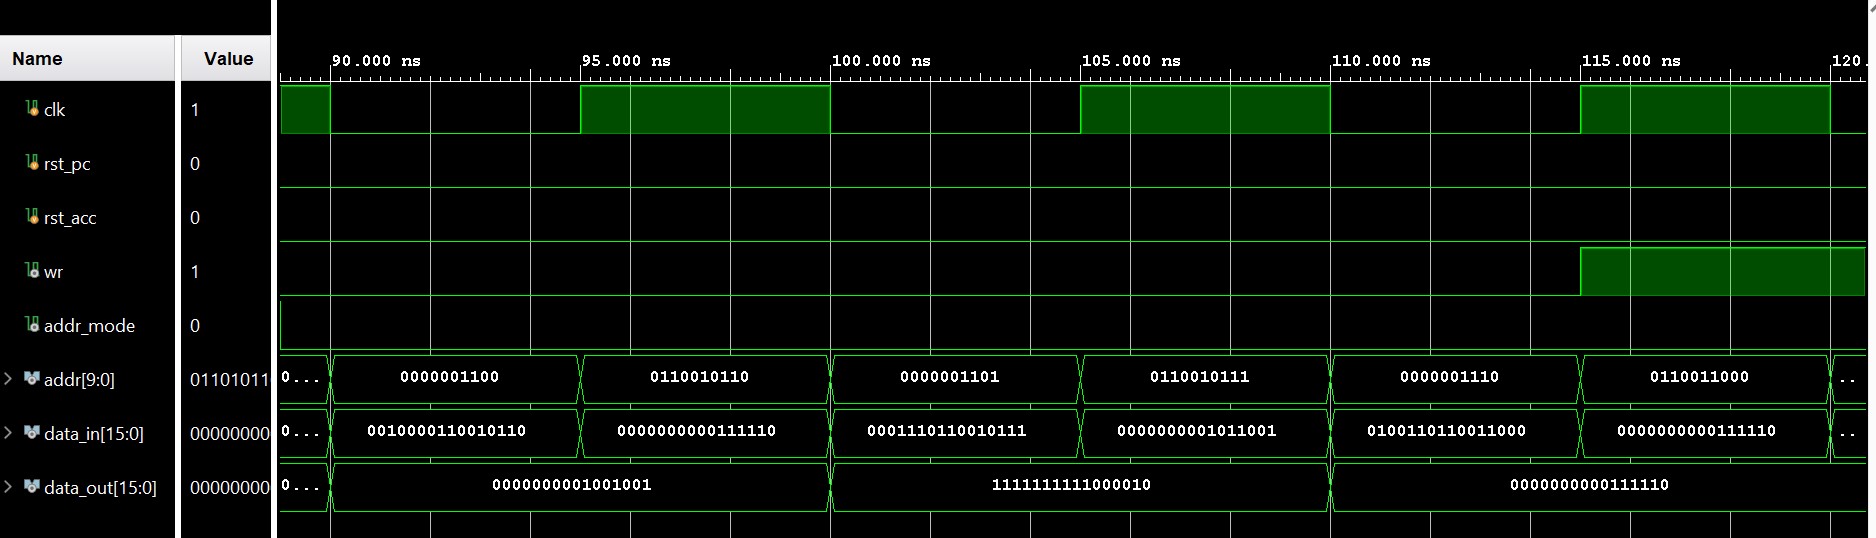 Name Value 90.000 ns 95.000 ns 100.000 ns 105.000 ns 110.000 ns 115.000 ns 120.
clk 1
rst_pc 0
rst_acc 0
wr 1
addr_mode 0
addr[9:0] 01101011 0... 0000001100 0110010110 0000001101 0110010111 0000001110 0110011000 ..
data_in[15:0] 00000000 0... 0010000110010110 0000000000111110 0001110110010111 0000000001011001 0100110110011000 0000000000111110 ..
data_out[15:0] 00000000 0... 0000000001001001 1111111111000010 0000000000111110